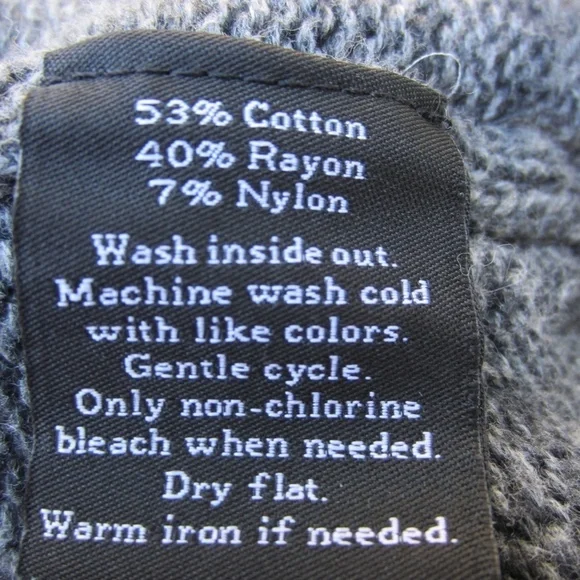 53% Cotton
40% Rayon
7% Nylon
Wash inside out.
Machine wash cold
with like colors.
Gentle cycle.
Only non-chlorine
bleach when needed.
Dry flat.
Warm iron if needed.